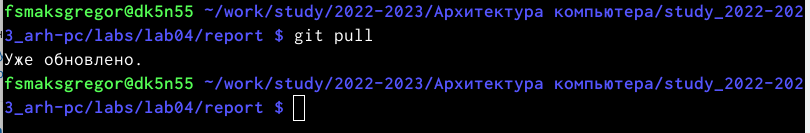 fsmaksgregor@dk5n55 ~/work/study/2022-2023/Архитектура компьютера/study_2022-202
3_arh-pc/labs/lab04/report $ git pull
Уже обновлено.
fsmaksgregor@dk5n55 ~/work/study/2022-2023/Архитектура компьютера/study_2022-202
3_arh-pc/labs/lab04/report $